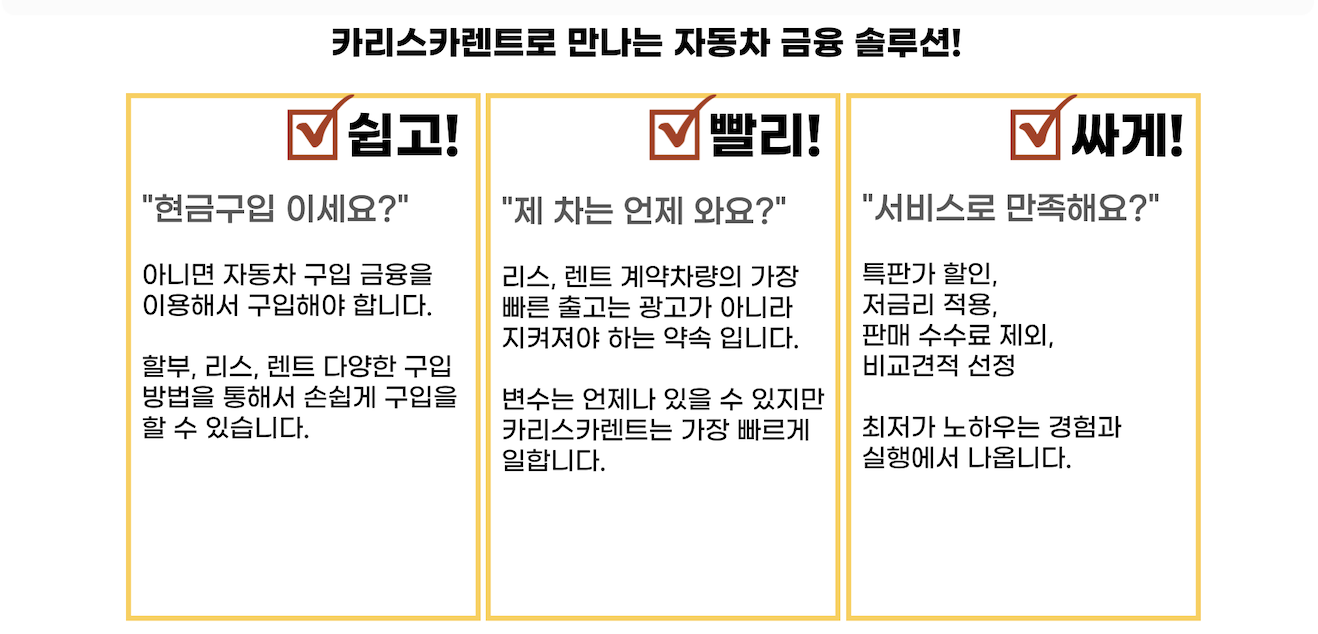 카리스카렌트로 만나는 자동차 금융 솔루션!
쉽고!
"현금구입 이세요?"
아니면 자동차 구입 금융을
이용해서 구입해야 합니다.
할부, 리스, 렌트 다양한 구입
방법을 통해서 손쉽게 구입을
할 수 있습니다.
빨리!
"제 차는 언제 와요?"
리스, 렌트 계약차량의 가장
빠른 출고는 광고가 아니라
지켜져야 하는 약속 입니다.
변수는 언제나 있을 수 있지만
카리스카렌트는 가장 빠르게
일합니다.
싸게!
"서비스로 만족해요?"
특판가 할인,
저금리 적용,
판매 수수료 제외,
비교견적 선정
최저가 노하우는 경험과
실행에서 나옵니다.